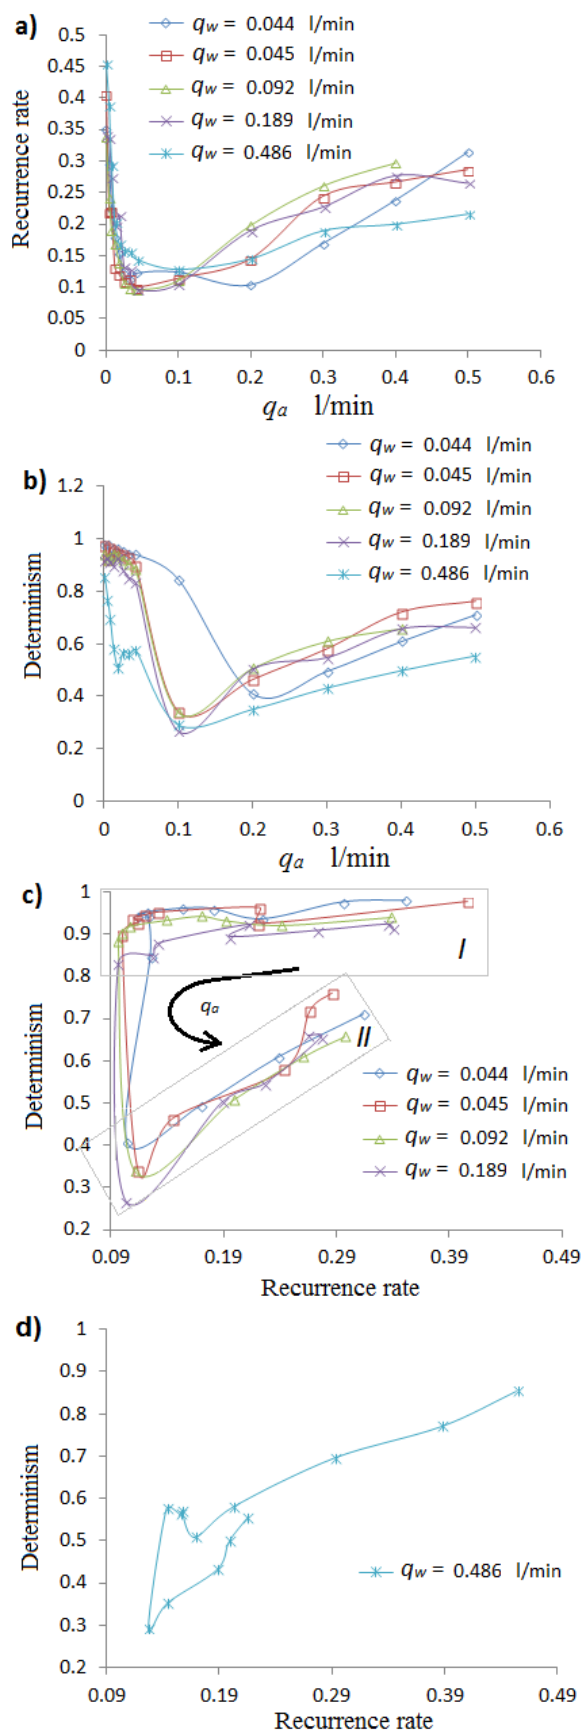 a)
qw = 0.044 l/min
qw = 0.045 l/min
qw = 0.092 l/min
qw = 0.189 l/min
qw = 0.486 l/min
Recurrence rate
0.5
0.45
0.4
0.35
0.3
0.25
0.2
0.15
0.1
0.05
0
0 0.1 0.2 0.3 0.4 0.5 0.6
qa l/min
b)
qw = 0.044 l/min
qw = 0.045 l/min
qw = 0.092 l/min
qw = 0.189 l/min
qw = 0.486 l/min
Determinism
1.2
1
0.8
0.6
0.4
0.2
0
0 0.1 0.2 0.3 0.4 0.5 0.6
qa l/min
c)
Determinism
1
0.9
0.8
0.7
0.6
0.5
0.4
0.3
0.2
I
qa
II
qw = 0.044 l/min
qw = 0.045 l/min
qw = 0.092 l/min
qw = 0.189 l/min
0.09 0.19 0.29 0.39 0.49
Recurrence rate
d)
Determinism
1
0.9
0.8
0.7
0.6
0.5
0.4
0.3
0.2
qw = 0.486 l/min
0.09 0.19 0.29 0.39 0.49
Recurrence rate